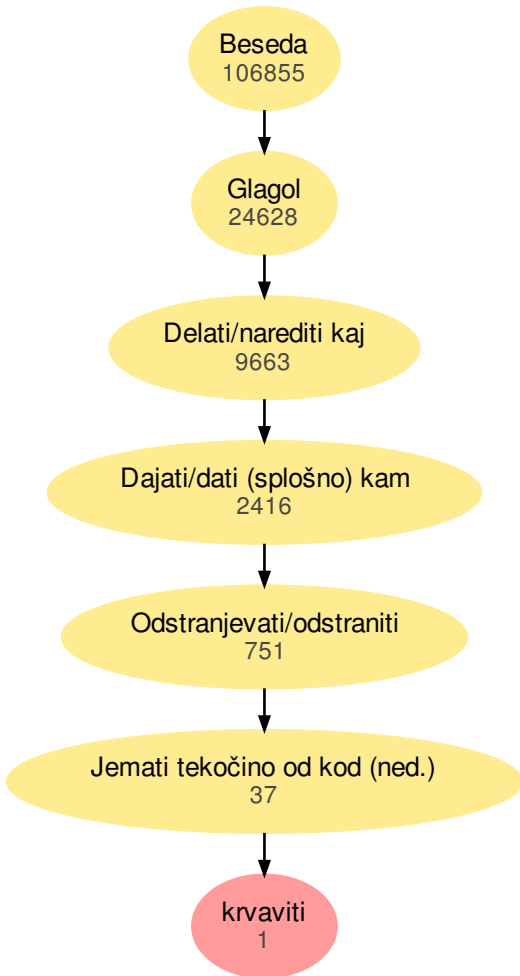 Beseda
106855
Glagol
24628
Delati/narediti kaj
9663
Dajati/dati (splošno) kam
2416
Odstranjevati/odstraniti
751
Jemati tekočino od kod (ned.)
37
krvaviti
1